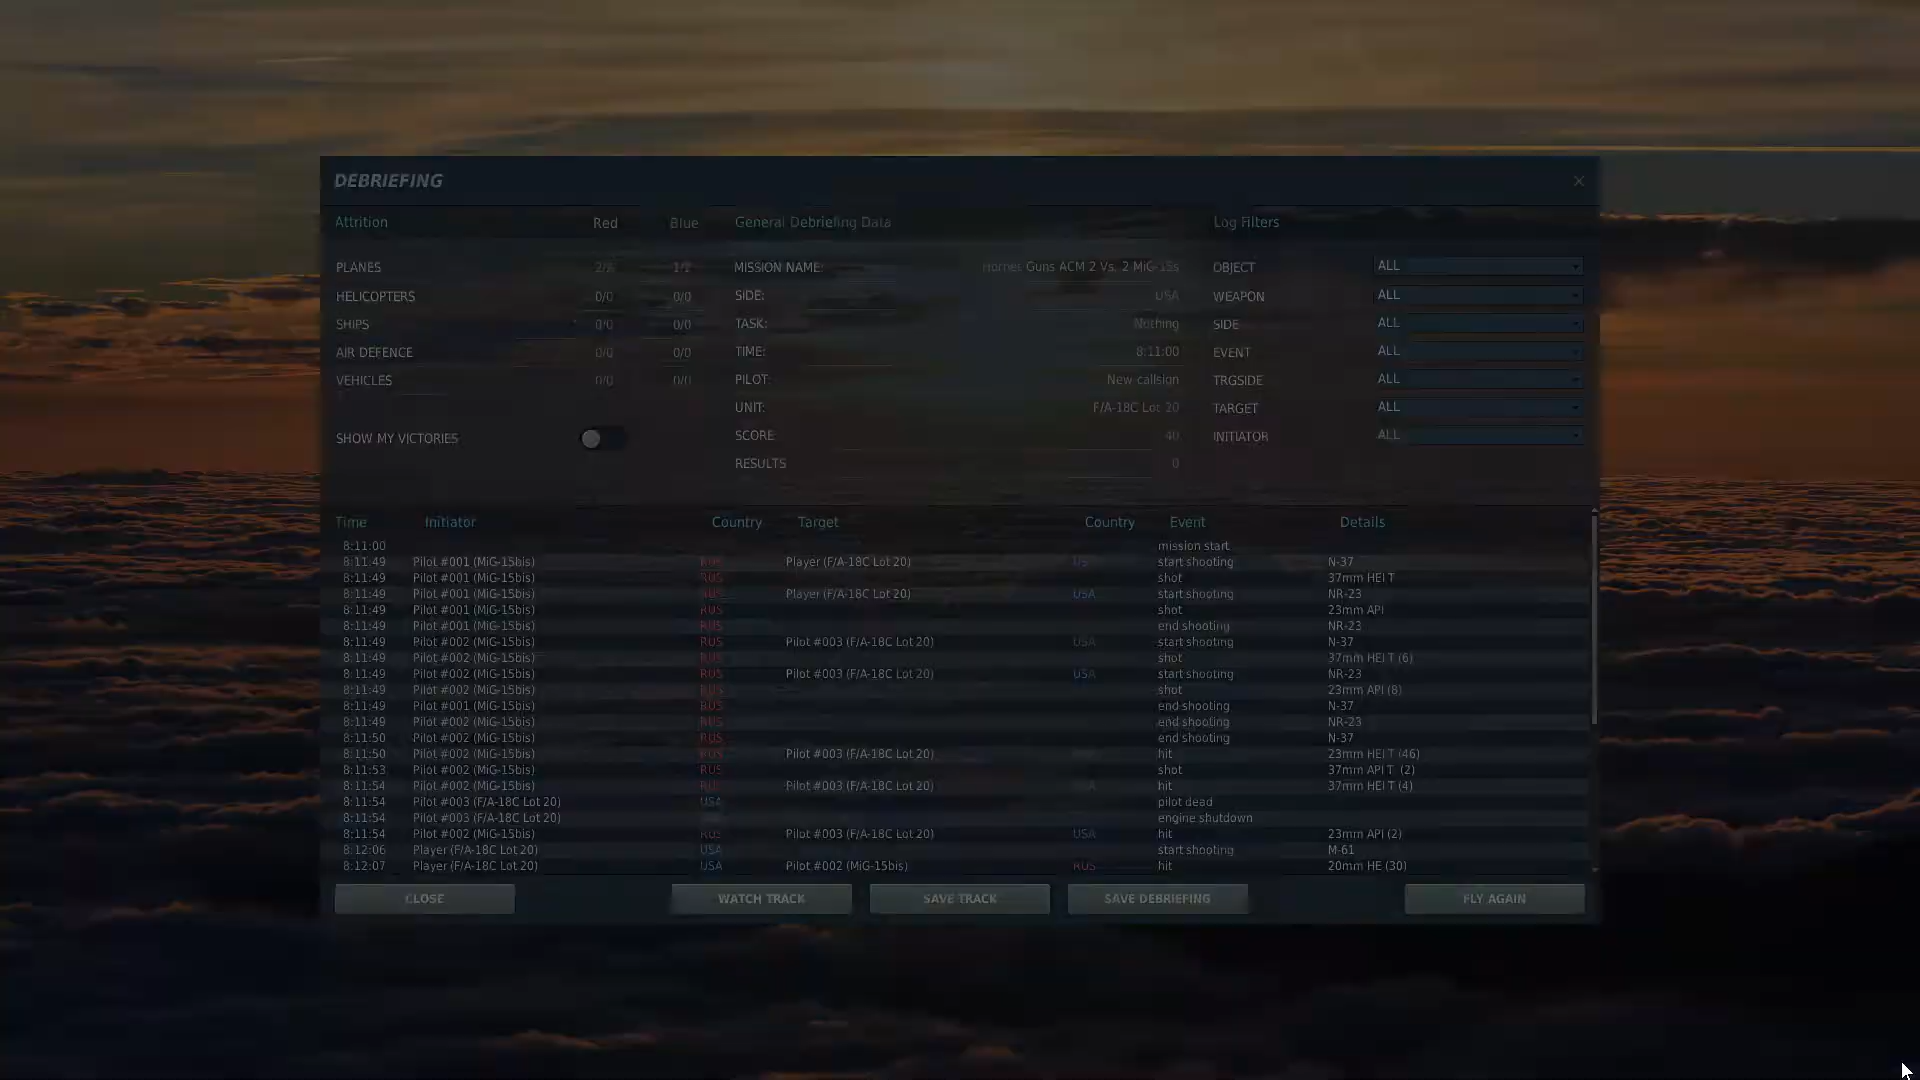 DEBRIEFING ×
Attrition Red Blue General Debriefing Data Log Filters
PLANES 1/2 MISSION NAME: Hornes Guns ACM 2 Vs. 2 MiG-15s OBJECT ALL
HELICOPTERS 0/0 0/0 SIDE: USA WEAPON ALL
SHIPS 0/0 0/0 TASK: Nothing SIDE ALL
AIR DEFENCE 0/0 0/0 TIME: 8:11:00 EVENT ALL
VEHICLES 0/0 0/0 PILOT: New callsign TRGSIDE ALL
UNIT: F/A-18C Lot 20 TARGET ALL
SHOW MY VICTORIES SCORE 40 INITIATOR ALL
RESULTS 0
Time Initiator Country Target Country Event Details
8:11:00 mission start
8:11:49 Pilot #001 (MiG-15bis) RUS Player (F/A-18C Lot 20) US start shooting N-37
8:11:49 Pilot #001 (MiG-15bis) RUS shot 37mm HEI T
8:11:49 Pilot #001 (MiG-15bis) RUS Player (F/A-18C Lot 20) USA start shooting NR-23
8:11:49 Pilot #001 (MiG-15bis) RUS shot 23mm API
8:11:49 Pilot #001 (MiG-15bis) RUS end shooting NR-23
8:11:49 Pilot #002 (MiG-15bis) RUS Pilot #003 (F/A-18C Lot 20) USA start shooting N-37
8:11:49 Pilot #002 (MiG-15bis) RUS shot 37mm HEI T (6)
8:11:49 Pilot #002 (MiG-15bis) RUS Pilot #003 (F/A-18C Lot 20) USA start shooting NR-23
8:11:49 Pilot #002 (MiG-15bis) RUS shot 23mm API (8)
8:11:49 Pilot #001 (MiG-15bis) RUS end shooting N-37
8:11:49 Pilot #002 (MiG-15bis) RUS end shooting NR-23
8:11:50 Pilot #002 (MiG-15bis) RUS end shooting N-37
8:11:50 Pilot #002 (MiG-15bis) RUS Pilot #003 (F/A-18C Lot 20) hit 23mm HEI T (46)
8:11:53 Pilot #002 (MiG-15bis) RUS shot 37mm API T (2)
8:11:54 Pilot #002 (MiG-15bis) RUS Pilot #003 (F/A-18C Lot 20) hit 37mm HEI T (4)
8:11:54 Pilot #003 (F/A-18C Lot 20) USA pilot dead
8:11:54 Pilot #003 (F/A-18C Lot 20) engine shutdown
8:11:54 Pilot #002 (MiG-15bis) RUS Pilot #003 (F/A-18C Lot 20) USA hit 23mm API (2)
8:12:06 Player (F/A-18C Lot 20) USA start shooting M-61
8:12:07 Player (F/A-18C Lot 20) USA Pilot #002 (MiG-15bis) RUS hit 20mm HE (30)
CLOSE WATCH TRACK SAVE TRACK SAVE DEBRIEFING FLY AGAIN